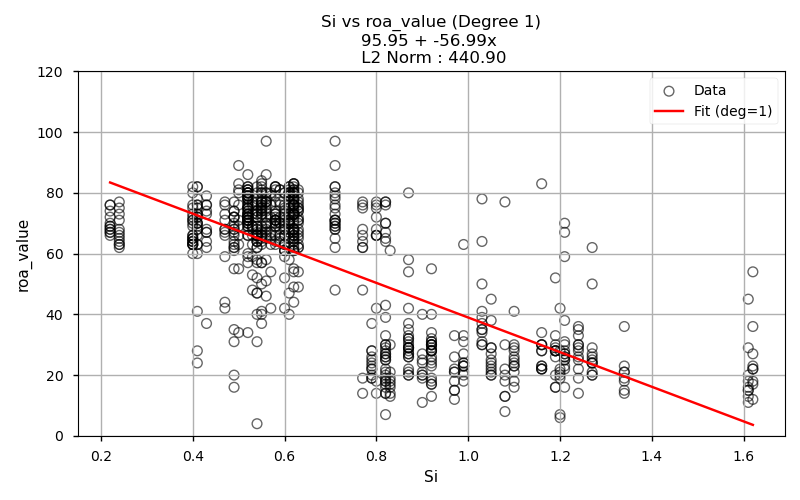 Si vs roa_value (Degree 1)
95.95 + -56.99x
L2 Norm : 440.90
120
100
80
60
40
20
0
roa_value
Data
Fit (deg=1)
0.2
0.4
0.6
0.8
1.0
1.2
1.4
1.6
Si